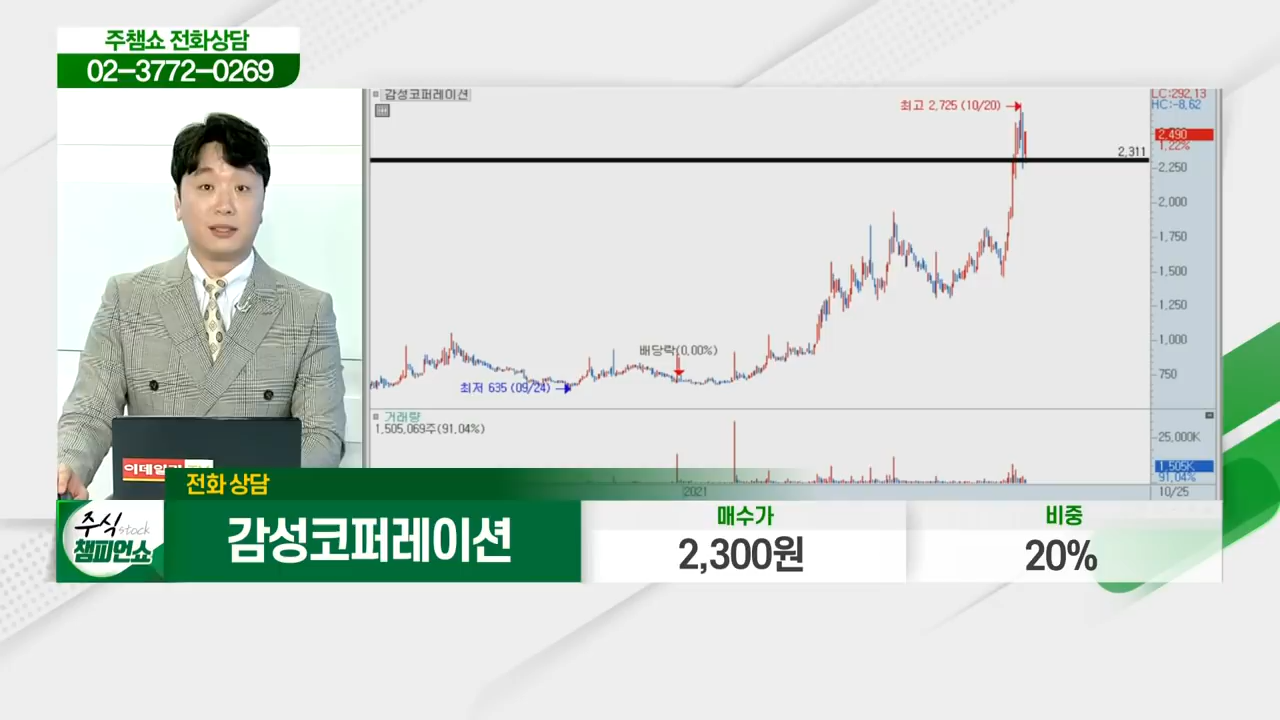 주챔쇼 전화상담
02-3772-0269
감성코퍼레이션
최고 2,725 (10/20)
LC:292.13
HC:-8.62
2,490
1.22%
2,311
2,250
2,000
1,750
1,500
1,250
1,000
750
배당락(0.00%)
최저 635 (09/24)
거래량
1,505,069주(91.04%)
25,000K
1,505K
91.04%
2021
10/25
이데일리
전화 상담
주식 stock
챔피언쇼
감성코퍼레이션
매수가
2,300원
비중
20%